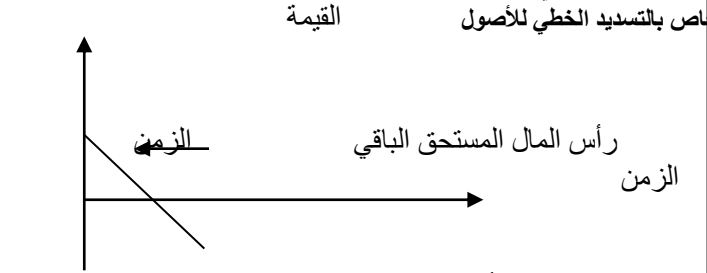 اص بالتسديد الخطي للأصول
القيمة
رأس المال المستحق الباقي
الزمن
الزمن